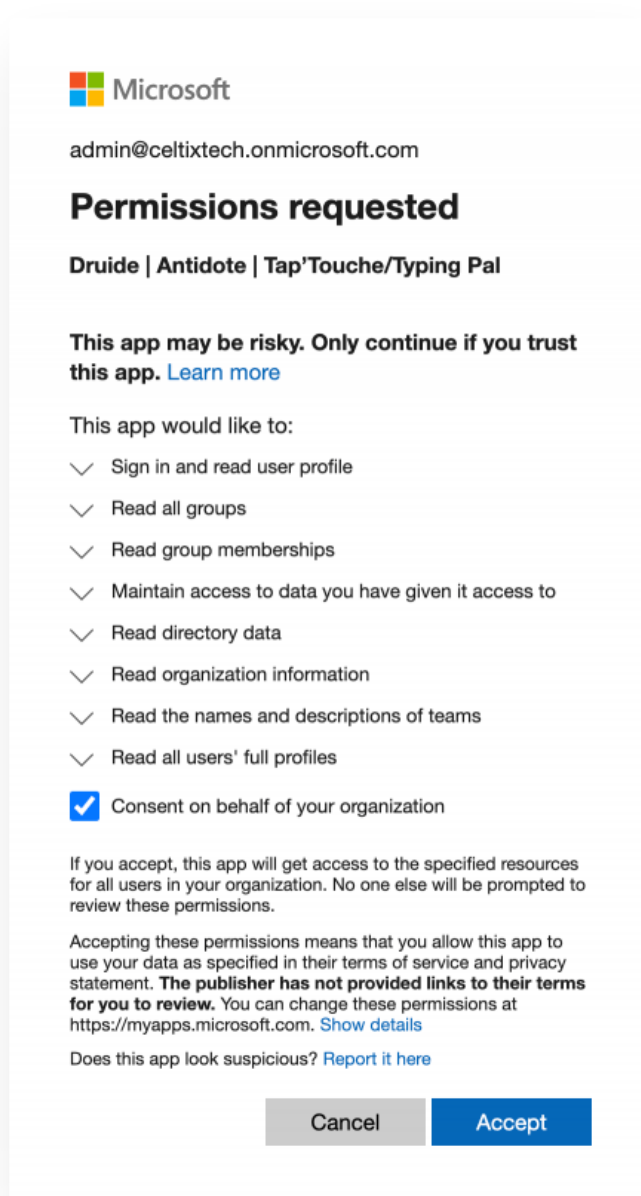 Microsoft
admin@celtixtech.onmicrosoft.com
Permissions requested
Druide | Antidote | Tap'Touche/Typing Pal
This app may be risky. Only continue if you trust
this app. Learn more
This app would like to:
Sign in and read user profile
Read all groups
Read group memberships
Maintain access to data you have given it access to
Read directory data
Read organization information
Read the names and descriptions of teams
Read all users' full profiles
Consent on behalf of your organization
If you accept, this app will get access to the specified resources
for all users in your organization. No one else will be prompted to
review these permissions.
Accepting these permissions means that you allow this app to
use your data as specified in their terms of service and privacy
statement. The publisher has not provided links to their terms
for you to review. You can change these permissions at
https://myapps.microsoft.com. Show details
Does this app look suspicious? Report it here
Cancel Accept